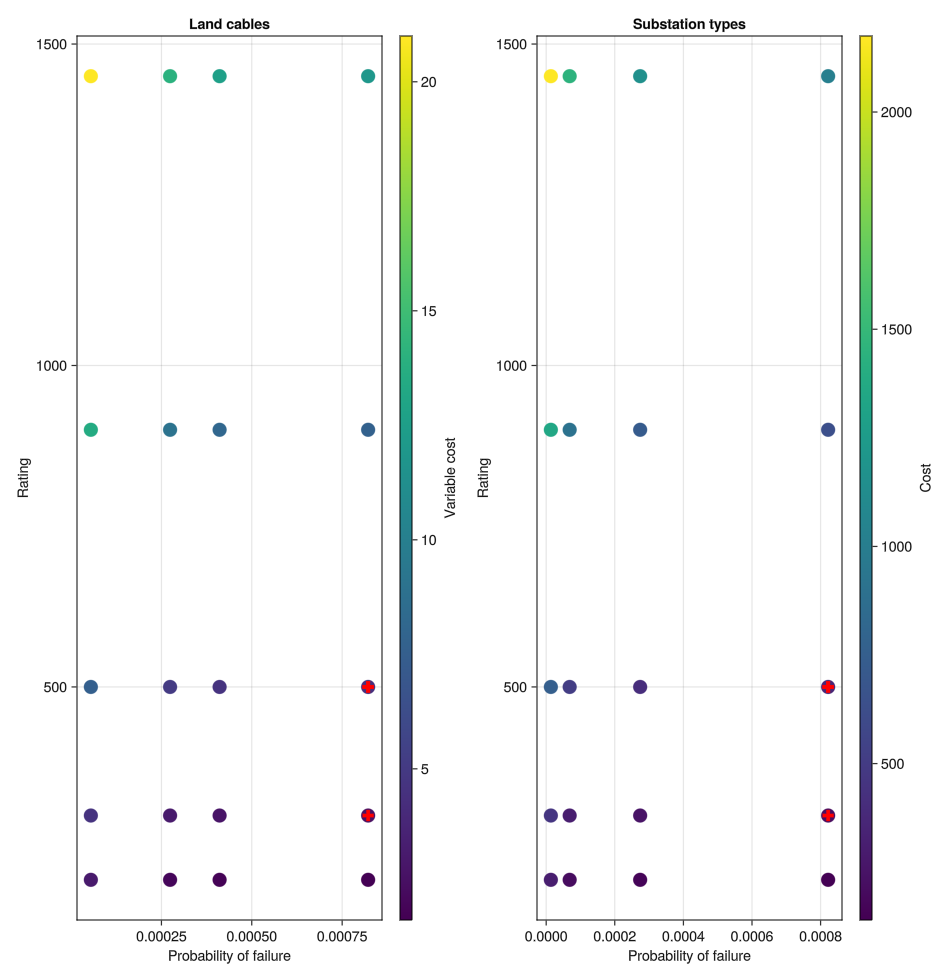 Land cables
1500
1000
500
Rating
0.00025 0.00050 0.00075
Probability of failure
20
15
10
5
Variable cost
Substation types
1500
1000
500
Rating
0.0000 0.0002 0.0004 0.0006 0.0008
Probability of failure
2000
1500
1000
500
Cost